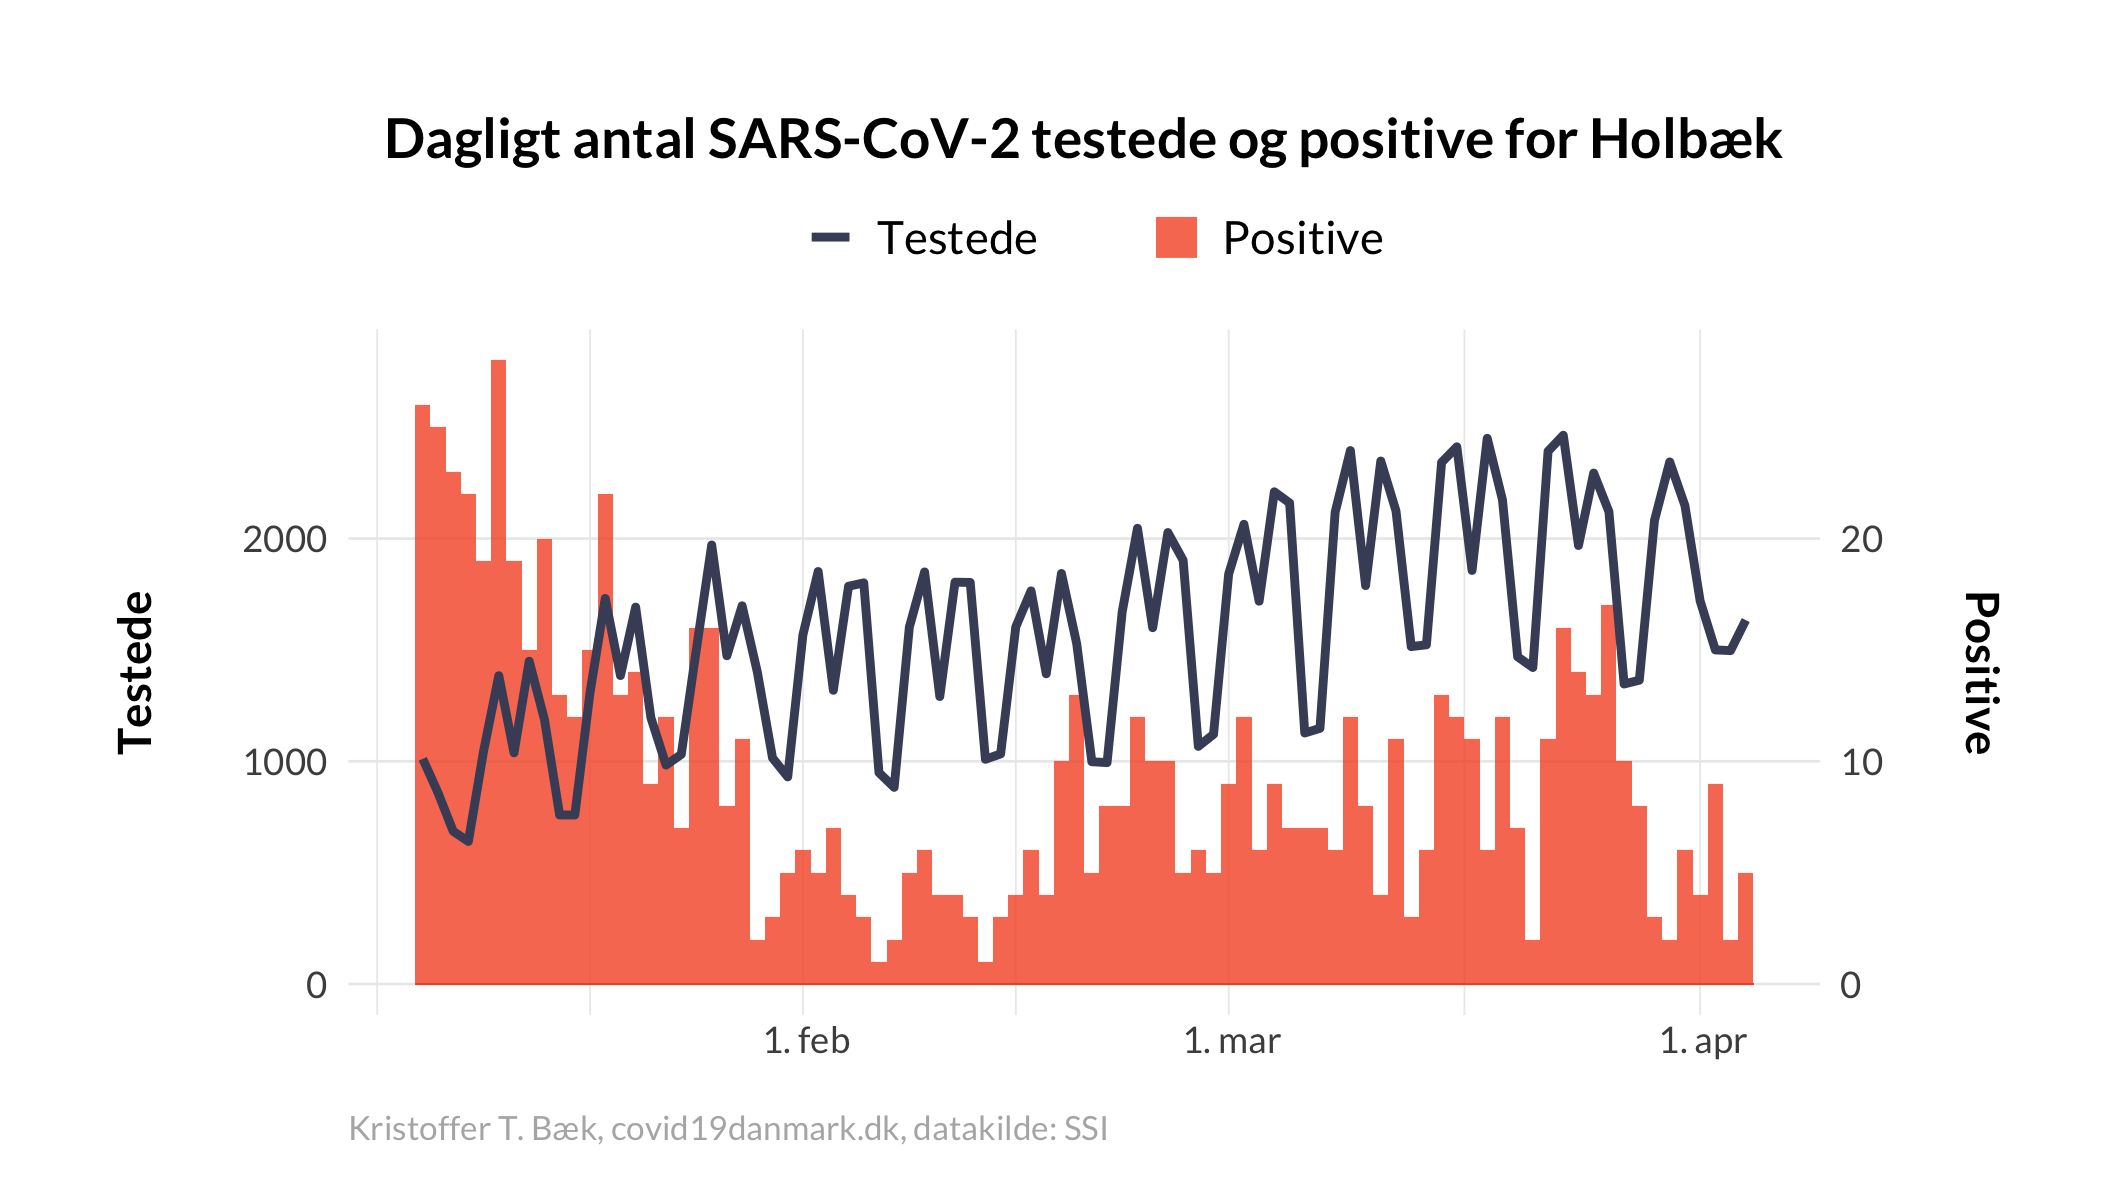 Dagligt antal SARS-CoV-2 testede og positive for Holbæk
Testede Positive
2000
1000
0
Testede
20
10
0
Positive
1. feb 1. mar 1. apr
Kristoffer T. Bæk, covid19danmark.dk, datakilde: SSI